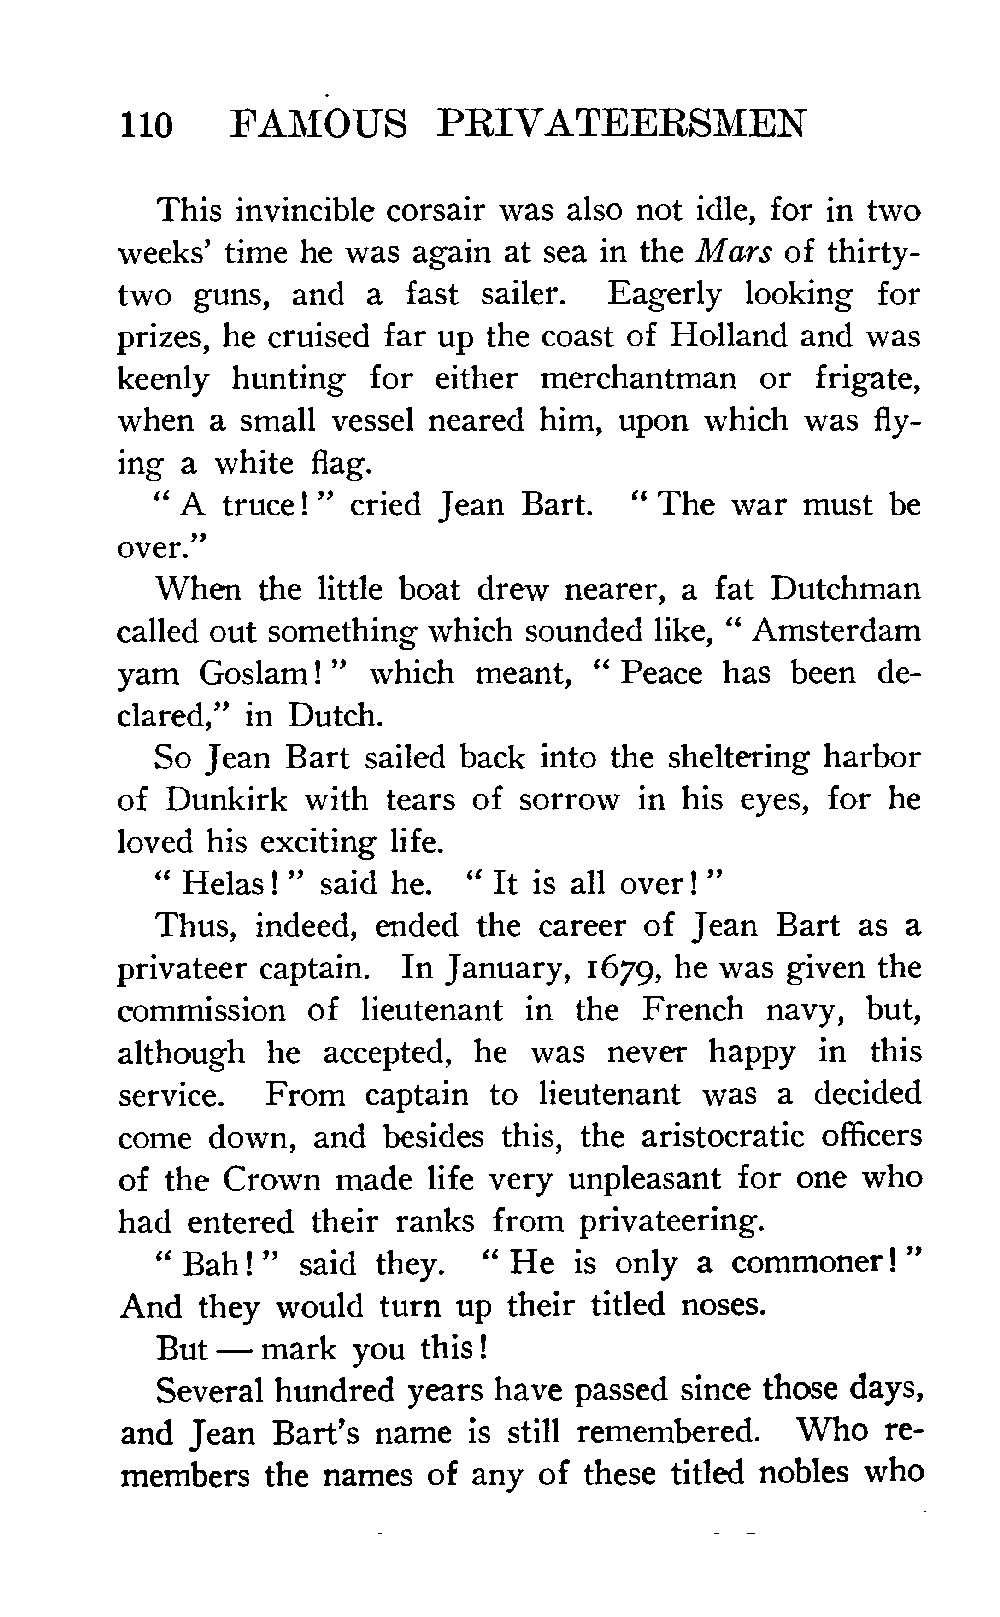 110 FAMOUS PRIVATEERSMEN
This invincible corsair was also not idle, for in two
weeks' time he was again at sea in the Mars of thirty-
two guns, and a fast sailer. Eagerly looking for
prizes, he cruised far up the coast of Holland and was
keenly hunting for either merchantman or frigate,
when a small vessel neared him, upon which was fly-
ing a white flag.
" A truce! " cried Jean Bart. " The war must be
over."
When the little boat drew nearer, a fat Dutchman
called out something which sounded like, " Amsterdam
yam Goslam! " which meant, " Peace has been de-
clared," in Dutch.
So Jean Bart sailed back into the sheltering harbor
of Dunkirk with tears of sorrow in his eyes, for he
loved his exciting life.
" Helas! " said he. " It is all over! "
Thus, indeed, ended the career of Jean Bart as a
privateer captain. In January, 1679, he was given the
commission of lieutenant in the French navy, but,
although he accepted, he was never happy in this
service. From captain to lieutenant was a decided
come down, and besides this, the aristocratic officers
of the Crown made life very unpleasant for one who
had entered their ranks from privateering.
" Bah! " said they. " He is only a commoner! "
And they would turn up their titled noses.
But — mark you this!
Several hundred years have passed since those days,
and Jean Bart's name is still remembered. Who re-
members the names of any of these titled nobles who